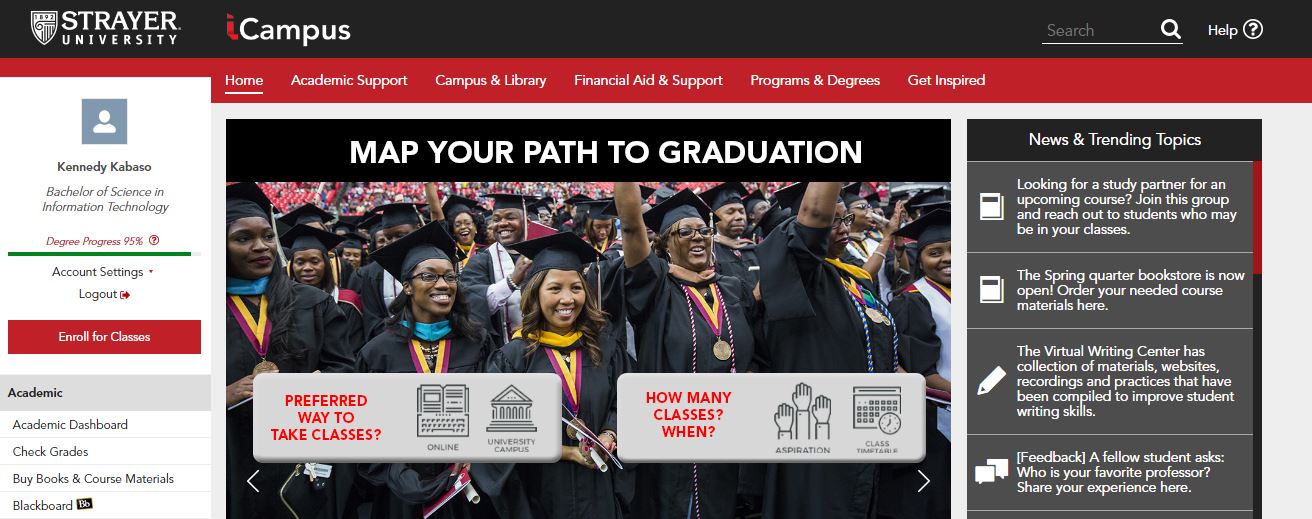 1892
STRAYER
UNIVERSITY
iCampus
Search
Help ?
Home
Academic Support
Campus & Library
Financial Aid & Support
Programs & Degrees
Get Inspired
Kennedy Kabaso
Bachelor of Science in
Information Technology
Degree Progress 95% ?
Account Settings
Logout
Enroll for Classes
Academic
Academic Dashboard
Check Grades
Buy Books & Course Materials
Blackboard Bb
MAP YOUR PATH TO GRADUATION
PREFERRED
WAY TO
TAKE CLASSES?
ONLINE
UNIVERSITY
CAMPUS
HOW MANY
CLASSES?
WHEN?
ASPIRATION
CLASS
TIMETABLE
News & Trending Topics
Looking for a study partner for an
upcoming course? Join this group
and reach out to students who may
be in your classes.
The Spring quarter bookstore is now
open! Order your needed course
materials here.
The Virtual Writing Center has
collection of materials, websites,
recordings and practices that have
been compiled to improve student
writing skills.
[Feedback] A fellow student asks:
Who is your favorite professor?
Share your experience here.